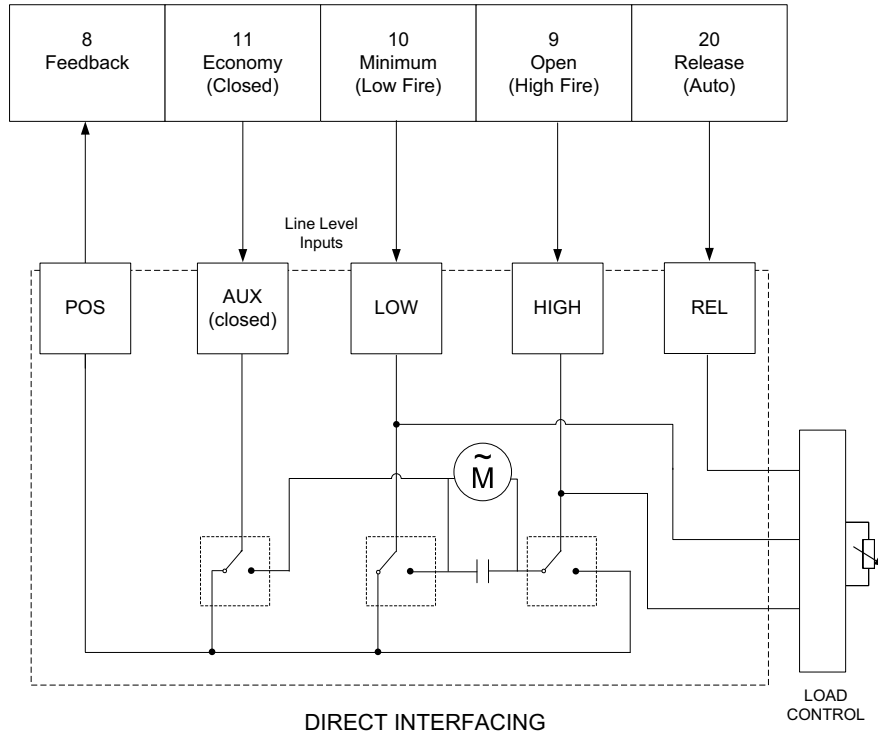 8
Feedback
11
Economy
(Closed)
10
Minimum
(Low Fire)
9
Open
(High Fire)
20
Release
(Auto)
Line Level
Inputs
POS
AUX
(closed)
LOW
HIGH
REL
~
M
LOAD
CONTROL
DIRECT INTERFACING